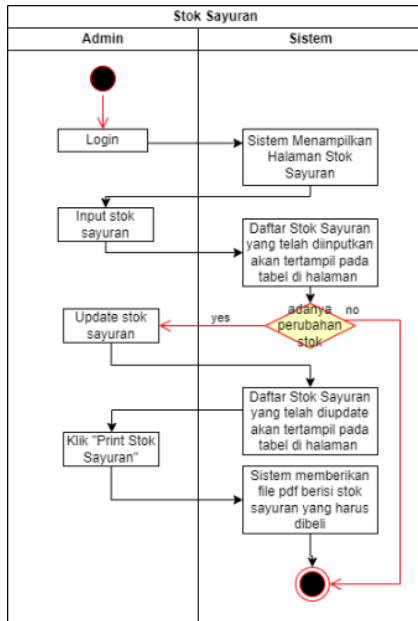 Stok Sayuran
Admin
Sistem
Login
Sistem Menampilkan
Halaman Stok
Sayuran
Input stok
sayuran
Daftar Stok Sayuran
yang telah diinputkan
akan tertampil pada
tabel di halaman
adanya
perubahan
stok
yes
no
Update stok
sayuran
Daftar Stok Sayuran
yang telah diupdate
akan tertampil pada
tabel di halaman
Klik "Print Stok
Sayuran"
Sistem memberikan
file pdf berisi stok
sayuran yang harus
dibeli